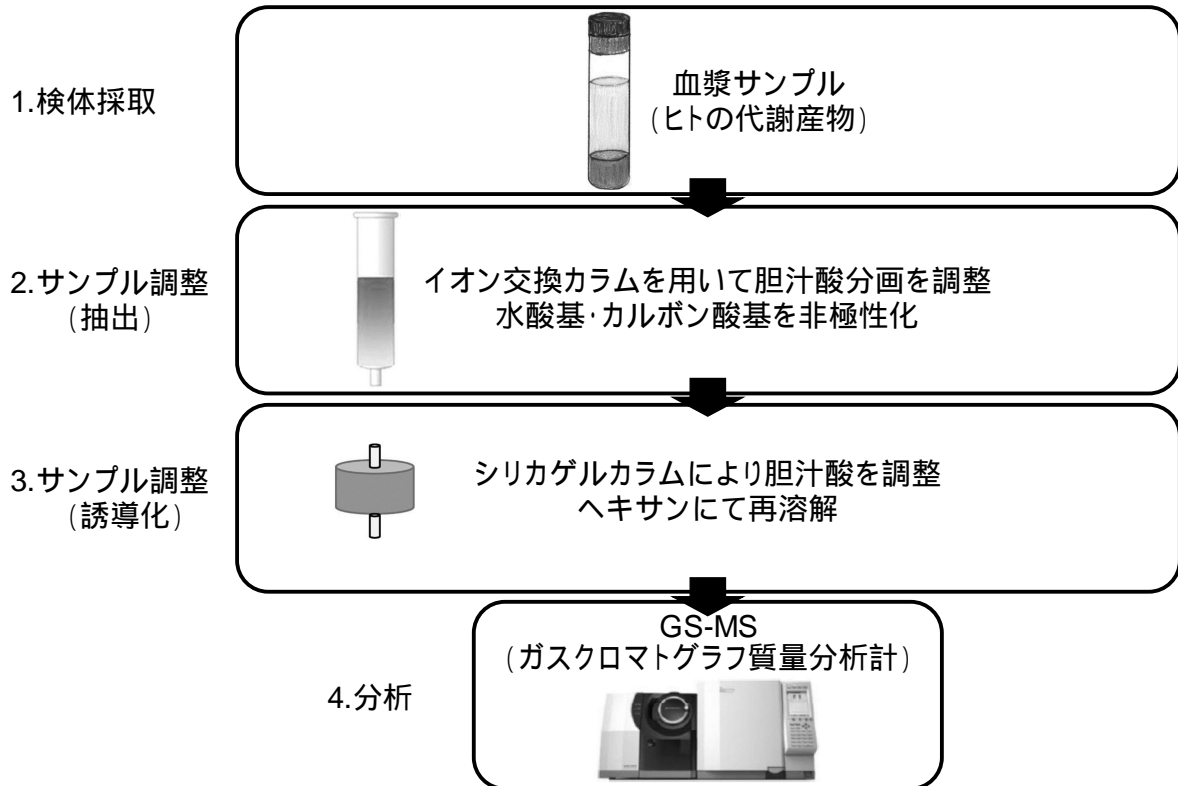 1.検体採取
血漿サンプル
(ヒトの代謝産物)
2.サンプル調整
(抽出)
イオン交換カラムを用いて胆汁酸分画を調整
水酸基･カルボン酸基を非極性化
3.サンプル調整
(誘導化)
シリカゲルカラムにより胆汁酸を調整
ヘキサンにて再溶解
4.分析
GS-MS
(ガスクロマトグラフ質量分析計)